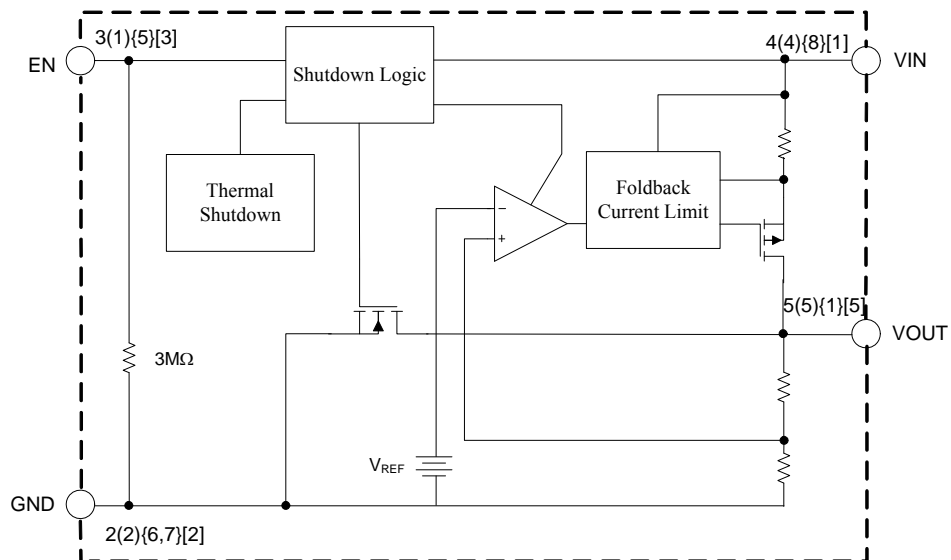 3(1){5}[3]
EN
Shutdown Logic
4(4){8}[1]
VIN
Thermal
Shutdown
Foldback
Current Limit
−
+
5(5){1}[5]
VOUT
3MΩ
VREF
GND
2(2){6,7}[2]